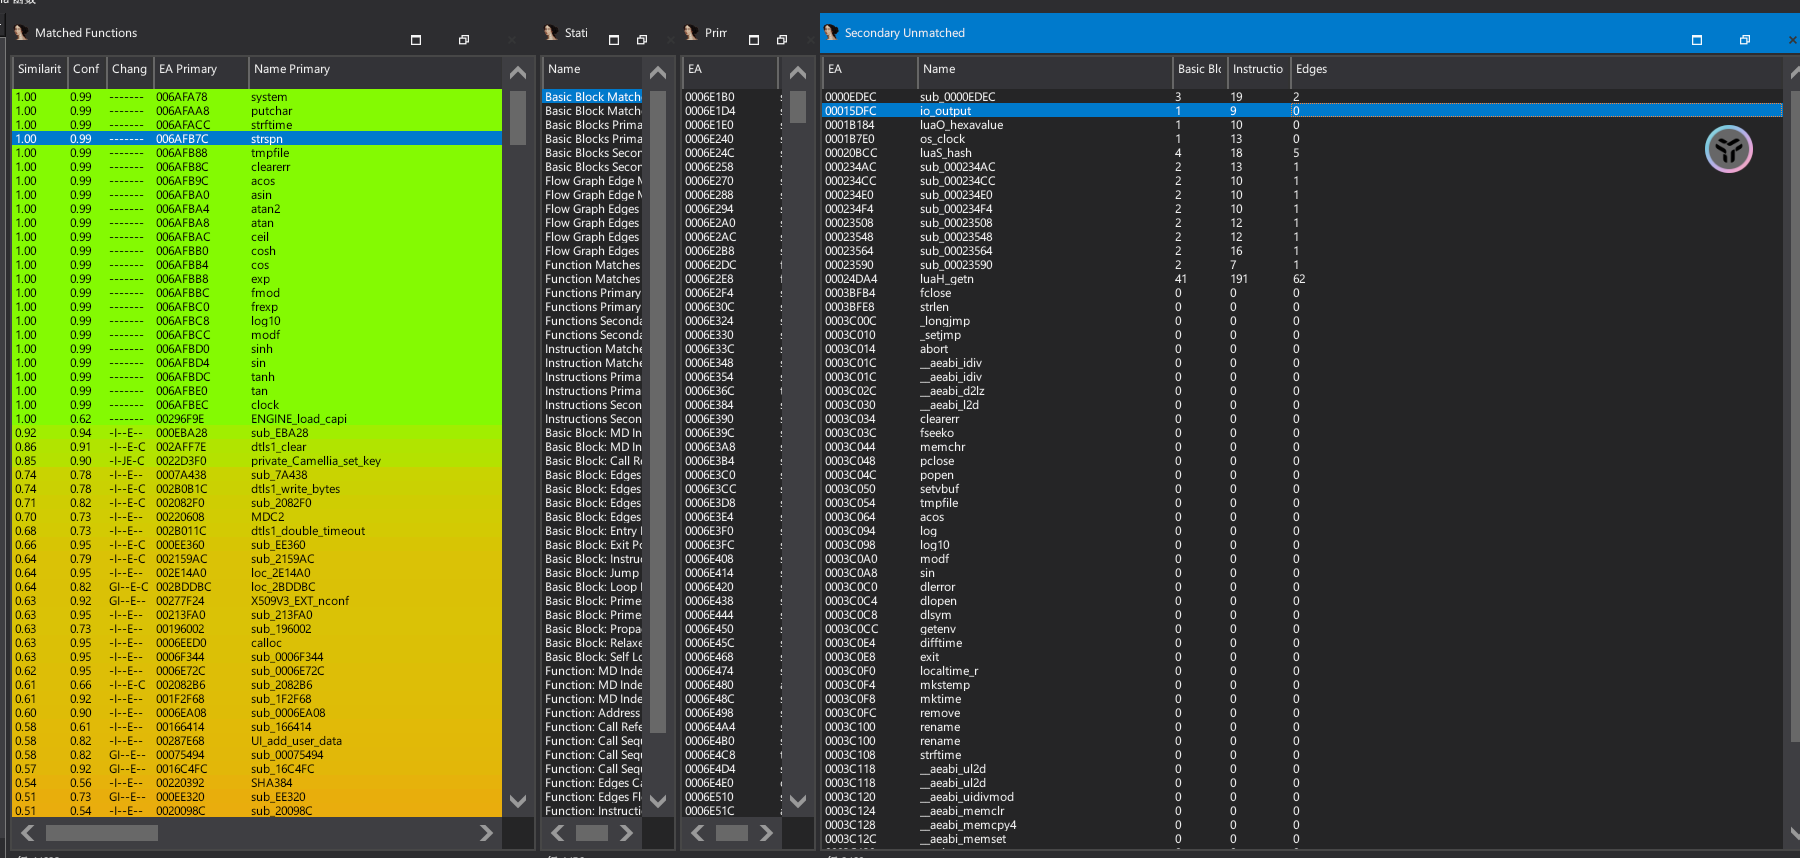 Matched Functions
Similarit Conf Chang EA Primary Name Primary
1.00 0.99 ------- 006AFA78 system
1.00 0.99 ------- 006AFAA8 putchar
1.00 0.99 ------- 006AFACC strftime
1.00 0.99 ------- 006AFB7C strspn
1.00 0.99 ------- 006AFB88 tmpfile
1.00 0.99 ------- 006AFB8C clearerr
1.00 0.99 ------- 006AFB9C acos
1.00 0.99 ------- 006AFBA0 asin
1.00 0.99 ------- 006AFBA4 atan2
1.00 0.99 ------- 006AFBA8 atan
1.00 0.99 ------- 006AFBAC ceil
1.00 0.99 ------- 006AFBB0 cosh
1.00 0.99 ------- 006AFBB4 cos
1.00 0.99 ------- 006AFBB8 exp
1.00 0.99 ------- 006AFBBC fmod
1.00 0.99 ------- 006AFBC0 frexp
1.00 0.99 ------- 006AFBC8 log10
1.00 0.99 ------- 006AFBCC modf
1.00 0.99 ------- 006AFBD0 sinh
1.00 0.99 ------- 006AFBD4 sin
1.00 0.99 ------- 006AFBDC tanh
1.00 0.99 ------- 006AFBE0 tan
1.00 0.99 ------- 006AFBEC clock
1.00 0.62 ------- 00296F9E ENGINE_load_capi
0.92 0.94 -I--E-- 000EBA28 sub_EBA28
0.86 0.91 -I--E-C 002AFF7E dtls1_clear
0.85 0.90 -I-JE-C 0022D3F0 private_Camellia_set_key
0.74 0.78 -I--E-- 0007A438 sub_7A438
0.74 0.78 -I--E-C 002B0B1C dtls1_write_bytes
0.71 0.82 -I--E-C 002082F0 sub_2082F0
0.70 0.73 -I--E-- 00220608 MDC2
0.68 0.73 -I--E-- 002B011C dtls1_double_timeout
0.66 0.95 -I--E-C 000EE360 sub_EE360
0.64 0.79 -I--E-C 002159AC sub_2159AC
0.64 0.95 -I--E-- 002E14A0 loc_2E14A0
0.64 0.82 GI--E-C 002BDDBC loc_2BDDBC
0.63 0.92 GI--E-- 00277F24 X509V3_EXT_nconf
0.63 0.95 -I--E-- 00213FA0 sub_213FA0
0.63 0.73 -I--E-- 00196002 sub_196002
0.63 0.95 -I--E-- 0006EED0 calloc
0.63 0.95 -I--E-- 0006F344 sub_0006F344
0.62 0.95 -I--E-- 0006E72C sub_0006E72C
0.61 0.66 -I--E-C 002082B6 sub_2082B6
0.61 0.92 -I--E-- 001F2F68 sub_1F2F68
0.60 0.90 -I--E-- 0006EA08 sub_0006EA08
0.58 0.61 -I--E-- 00166414 sub_166414
0.58 0.82 -I--E-- 00287E68 UI_add_user_data
0.58 0.82 GI--E-- 00075494 sub_00075494
0.57 0.92 GI--E-- 0016C4FC sub_16C4FC
0.54 0.56 -I--E-- 00220392 SHA384
0.51 0.73 GI--E-- 000EE320 sub_EE320
0.51 0.54 -I--E-C 0020098C sub_20098C
Stati
Name
Basic Block Match
Basic Block Match
Basic Blocks Prima
Basic Blocks Prima
Basic Blocks Secon
Basic Blocks Secon
Flow Graph Edge M
Flow Graph Edge M
Flow Graph Edges
Flow Graph Edges
Flow Graph Edges
Flow Graph Edges
Function Matches
Function Matches
Functions Primary
Functions Primary
Functions Seconda
Functions Seconda
Instruction Matche
Instruction Matche
Instructions Prima
Instructions Prima
Instructions Secon
Instructions Secon
Basic Block: MD In
Basic Block: MD In
Basic Block: Call Re
Basic Block: Edges
Basic Block: Edges
Basic Block: Edges
Basic Block: Edges
Basic Block: Entry
Basic Block: Exit Po
Basic Block: Instru
Basic Block: Jump
Basic Block: Loop
Basic Block: Prime
Basic Block: Prime
Basic Block: Propa
Basic Block: Relaxe
Basic Block: Self Lo
Function: MD Inde
Function: MD Inde
Function: MD Inde
Function: Address
Function: Call Refe
Function: Call Sequ
Function: Call Sequ
Function: Call Sequ
Function: Edges Ca
Function: Edges Fl
Function: Instructi
Prim
EA
0006E1B0
0006E1D4
0006E1E0
0006E240
0006E24C
0006E258
0006E270
0006E288
0006E294
0006E2A0
0006E2AC
0006E2B8
0006E2DC
0006E2E8
0006E2F4
0006E30C
0006E324
0006E330
0006E33C
0006E348
0006E354
0006E36C
0006E384
0006E390
0006E39C
0006E3A8
0006E3B4
0006E3C0
0006E3CC
0006E3D8
0006E3E4
0006E3F0
0006E3FC
0006E408
0006E414
0006E420
0006E438
0006E444
0006E450
0006E45C
0006E468
0006E474
0006E480
0006E48C
0006E498
0006E4A4
0006E4B0
0006E4C8
0006E4D4
0006E4E0
0006E510
0006E51C
Secondary Unmatched
EA Name Basic Blc Instructio Edges
0000EDEC sub_0000EDEC 3 19 2
00015DFC io_output 1 9 0
0001B184 luaO_hexavalue 1 10 0
0001B7E0 os_clock 1 13 0
00020BCC luaS_hash 4 18 5
000234AC sub_000234AC 2 13 1
000234CC sub_000234CC 2 10 1
000234E0 sub_000234E0 2 10 1
000234F4 sub_000234F4 2 10 1
00023508 sub_00023508 2 12 1
00023548 sub_00023548 2 12 1
00023564 sub_00023564 2 16 1
00023590 sub_00023590 2 7 1
00024DA4 luaH_getn 41 191 62
0003BFB4 fclose 0 0 0
0003BFE8 strlen 0 0 0
0003C00C _longjmp 0 0 0
0003C010 _setjmp 0 0 0
0003C014 abort 0 0 0
0003C01C __aeabi_idiv 0 0 0
0003C01C __aeabi_idiv 0 0 0
0003C02C __aeabi_d2lz 0 0 0
0003C030 __aeabi_l2d 0 0 0
0003C034 clearerr 0 0 0
0003C03C fseeko 0 0 0
0003C044 memchr 0 0 0
0003C048 pclose 0 0 0
0003C04C popen 0 0 0
0003C050 setvbuf 0 0 0
0003C054 tmpfile 0 0 0
0003C064 acos 0 0 0
0003C094 log 0 0 0
0003C098 log10 0 0 0
0003C0A0 modf 0 0 0
0003C0A8 sin 0 0 0
0003C0C0 dlerror 0 0 0
0003C0C4 dlopen 0 0 0
0003C0C8 dlsym 0 0 0
0003C0CC getenv 0 0 0
0003C0E4 difftime 0 0 0
0003C0E8 exit 0 0 0
0003C0F0 localtime_r 0 0 0
0003C0F4 mkstemp 0 0 0
0003C0F8 mktime 0 0 0
0003C0FC remove 0 0 0
0003C100 rename 0 0 0
0003C100 rename 0 0 0
0003C108 strftime 0 0 0
0003C118 __aeabi_ul2d 0 0 0
0003C118 __aeabi_ul2d 0 0 0
0003C120 __aeabi_uidivmod 0 0 0
0003C124 __aeabi_memclr 0 0 0
0003C128 __aeabi_memcpy4 0 0 0
0003C12C __aeabi_memset 0 0 0